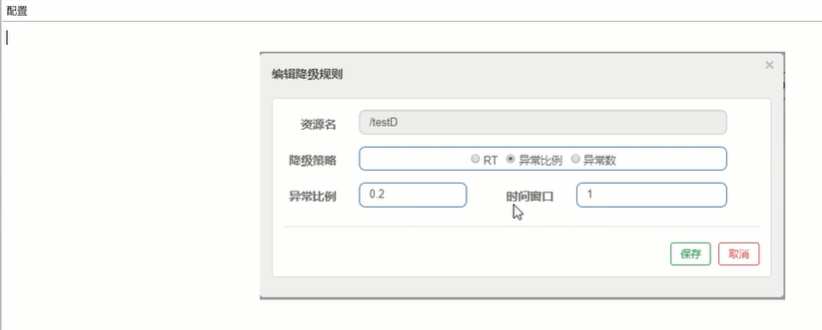 配置
编辑降级规则
×
资源名 /testD
降级策略 RT 异常比例 异常数
异常比例 0.2 时间窗口 1
保存 取消